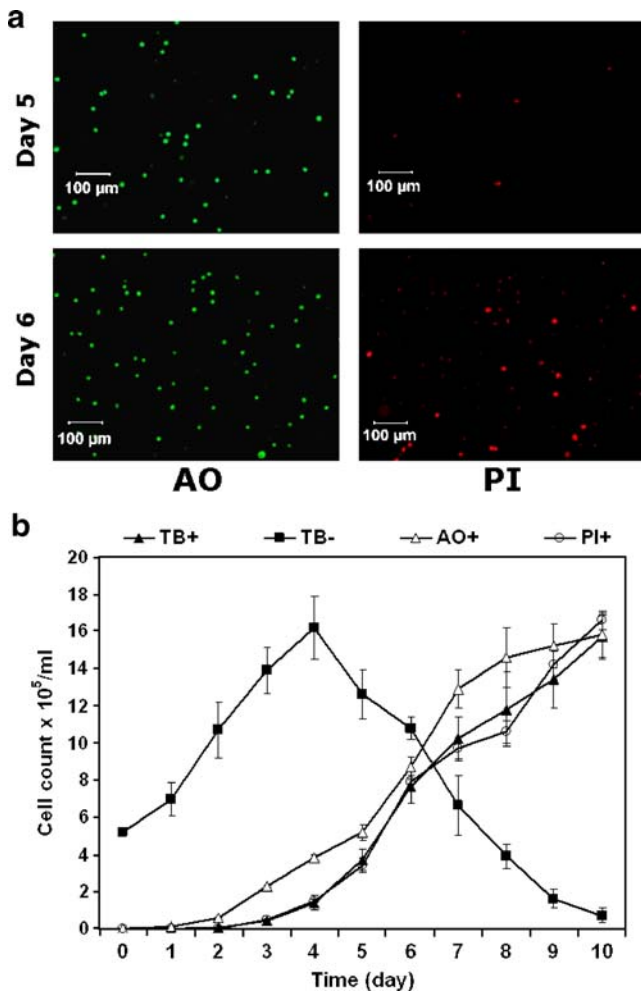 a
Day 5
100 µm
100 µm
Day 6
100 µm
100 µm
AO
PI
b
TB+ TB- AO+ PI+
20
18
16
14
12
10
8
6
4
2
0
Cell count x 10⁵/ml
0 1 2 3 4 5 6 7 8 9 10
Time (day)